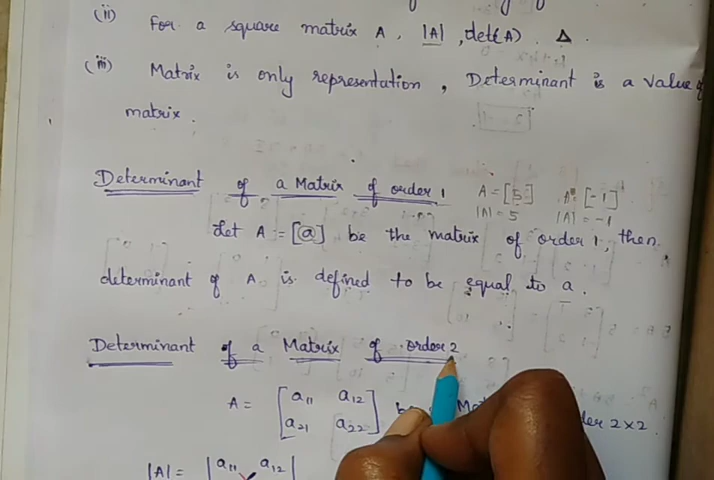 (ii) For a square matrix A, |A|, det(A). Δ
(iii) Matrix is only representation, Determinant is a value of
matrix.
Determinant of a Matrix of order 1 A = [5] A = [-1]
|A| = 5 |A| = -1
Let A = [a] be the matrix of order 1, then
determinant of A is defined to be equal to a.
Determinant of a Matrix of order 2
A = [a11 a12
a21 a22] 2×2.
|A| = | a11 a12 |